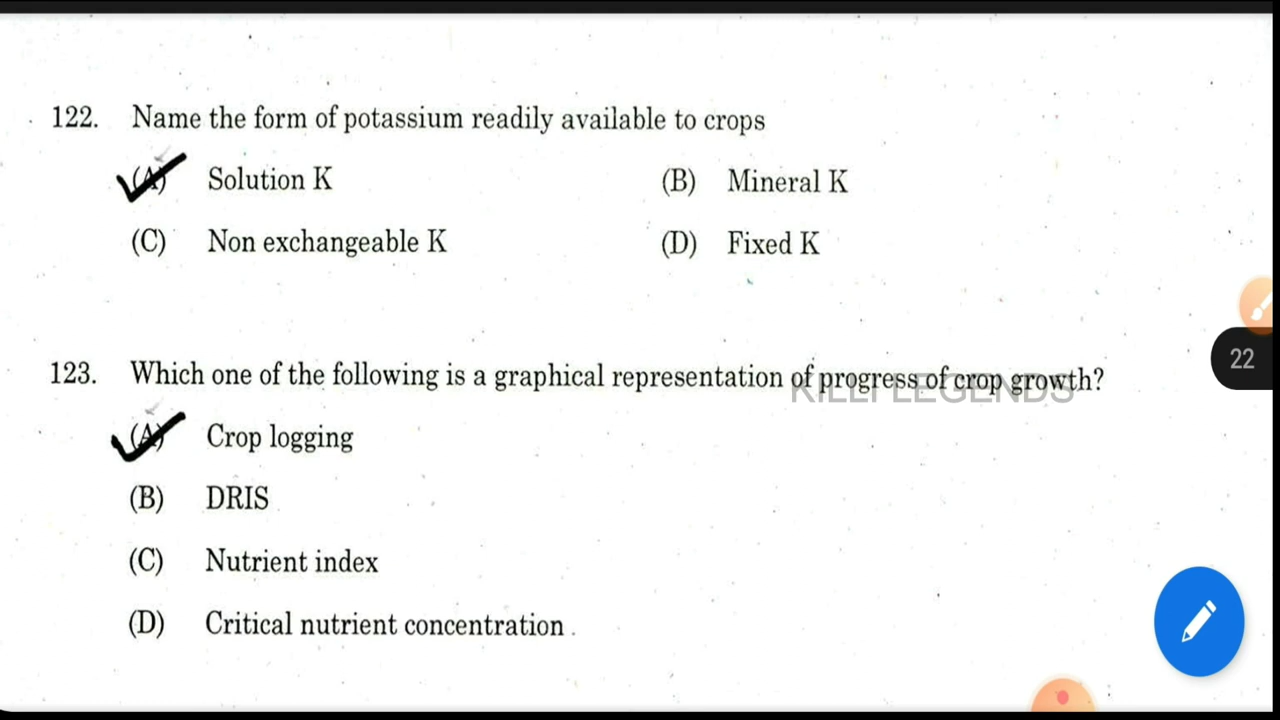 122. Name the form of potassium readily available to crops
(A) Solution K (B) Mineral K
(C) Non exchangeable K (D) Fixed K
22
123. Which one of the following is a graphical representation of progress of crop growth?
KILLI LEGENDS
(A) Crop logging
(B) DRIS
(C) Nutrient index
(D) Critical nutrient concentration .